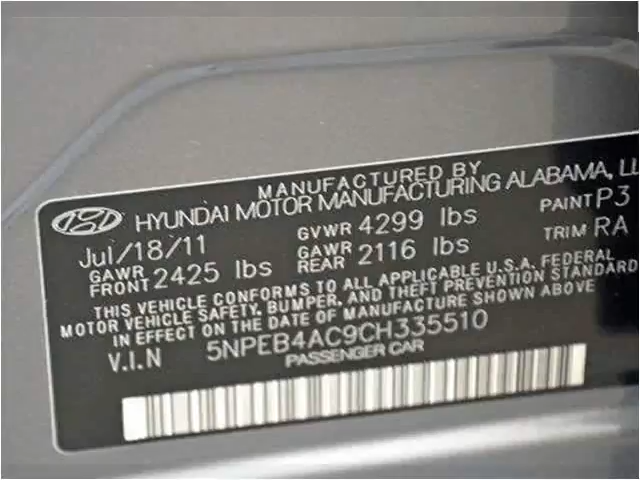 MANUFACTURED BY
HYUNDAI MOTOR MANUFACTURING ALABAMA, LL
Jul/18/11 GVWR 4299 lbs PAINT P3
GAWR FRONT 2425 lbs GAWR REAR 2116 lbs TRIM RA
THIS VEHICLE CONFORMS TO ALL APPLICABLE U.S.A. FEDERAL
MOTOR VEHICLE SAFETY, BUMPER, AND THEFT PREVENTION STANDARD
IN EFFECT ON THE DATE OF MANUFACTURE SHOWN ABOVE
V.I.N 5NPEB4AC9CH335510
PASSENGER CAR